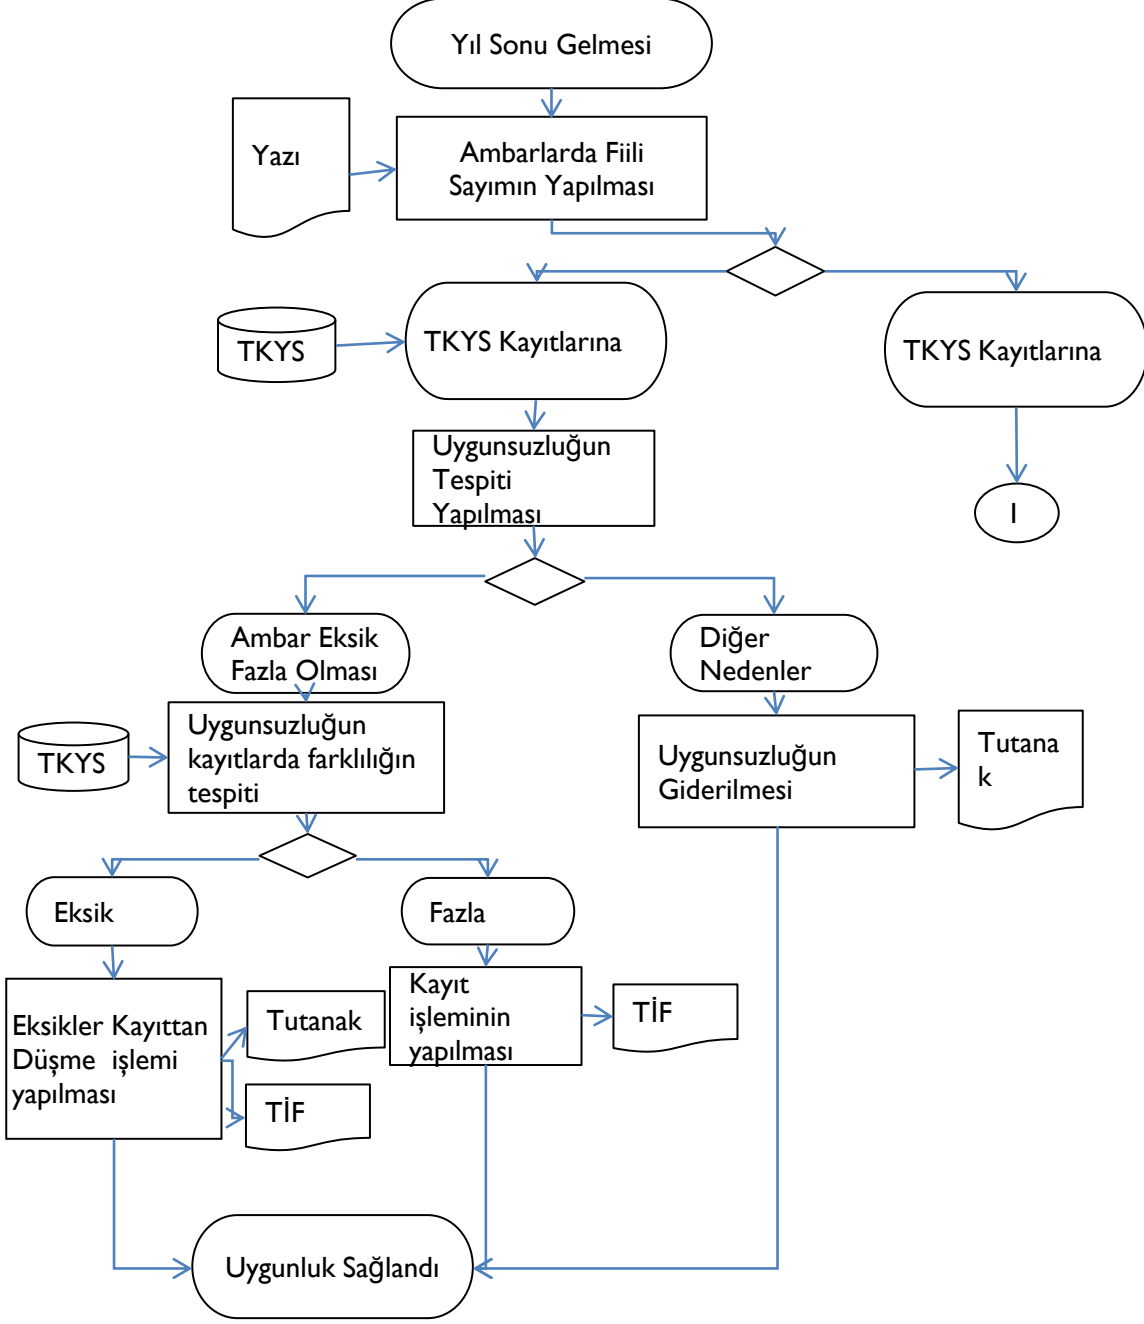 Yıl Sonu Gelmesi
Yazı
Ambarlarda Fiili
Sayımın Yapılması
TKYS
TKYS Kayıtlarına
TKYS Kayıtlarına
Uygunsuzluğun
Tespiti
Yapılması
I
Ambar Eksik
Fazla Olması
Diğer
Nedenler
TKYS
Uygunsuzluğun
kayıtlarda farklılığın
tespiti
Uygunsuzluğun
Giderilmesi
Tutana
k
Eksik
Fazla
Eksikler Kayıttan
Düşme işlemi
yapılması
Tutanak
TİF
Kayıt
işleminin
yapılması
TİF
Uygunluk Sağlandı